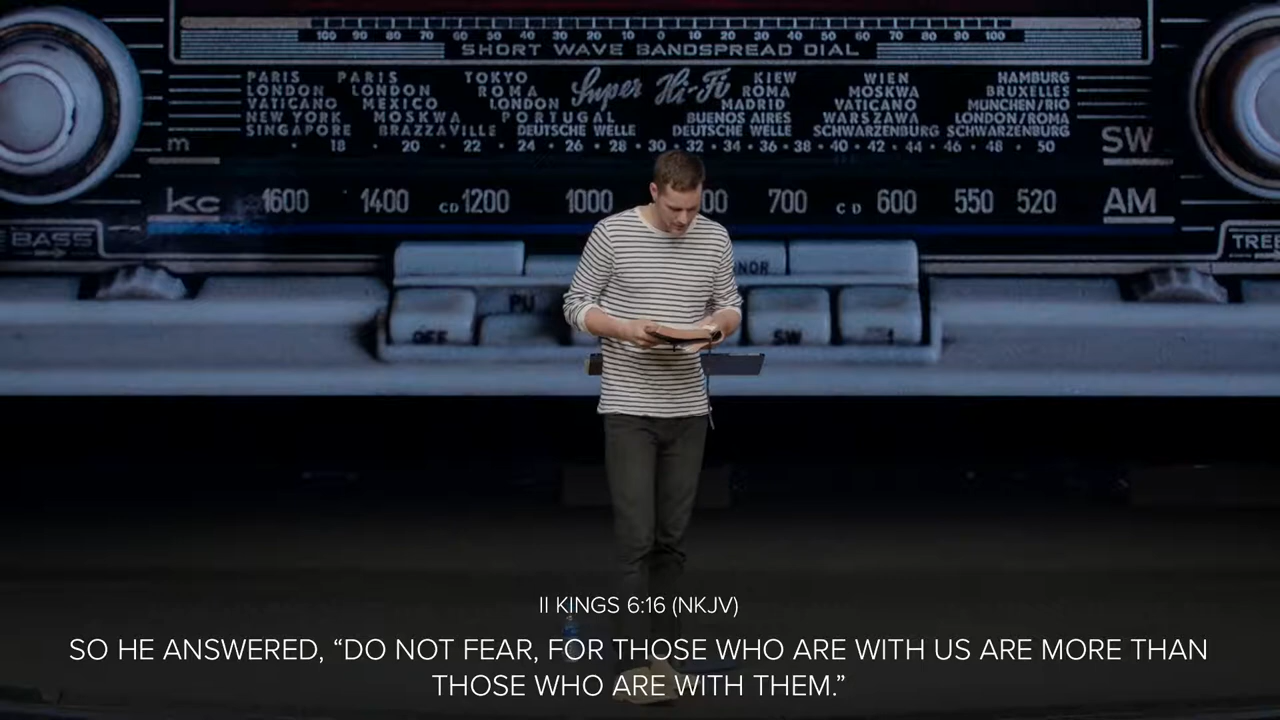 100 90 80 70 60 50 40 30 20 10 0 10 20 30 40 50 60 70 80 90 100
SHORT WAVE BANDSPREAD DIAL
PARIS PARIS TOKYO Super Hi-Fi KIEW WIEN HAMBURG
LONDON LONDON ROMA ROMA MOSKWA BRUXELLES
VATICANO MEXICO LONDON MADRID VATICANO MÜNCHEN/RIO
NEW YORK MOSKWA PORTUGAL BUENOS AIRES WARSZAWA LONDON/ROMA
SINGAPORE BRAZZAVILLE DEUTSCHE WELLE DEUTSCHE WELLE SCHWARZENBURG SCHWARZENBURG
m 18 • 20 • 22 • 24 • 26 • 28 • 30 • 32 • 34 • 36 • 38 • 40 • 42 • 44 • 46 • 48 • 50 SW
kc 1600 1400 CD 1200 1000 00 700 CD 600 550 520 AM
BASS TREB
NOR
OFF PU SW
II KINGS 6:16 (NKJV)
SO HE ANSWERED, “DO NOT FEAR, FOR THOSE WHO ARE WITH US ARE MORE THAN
THOSE WHO ARE WITH THEM.”